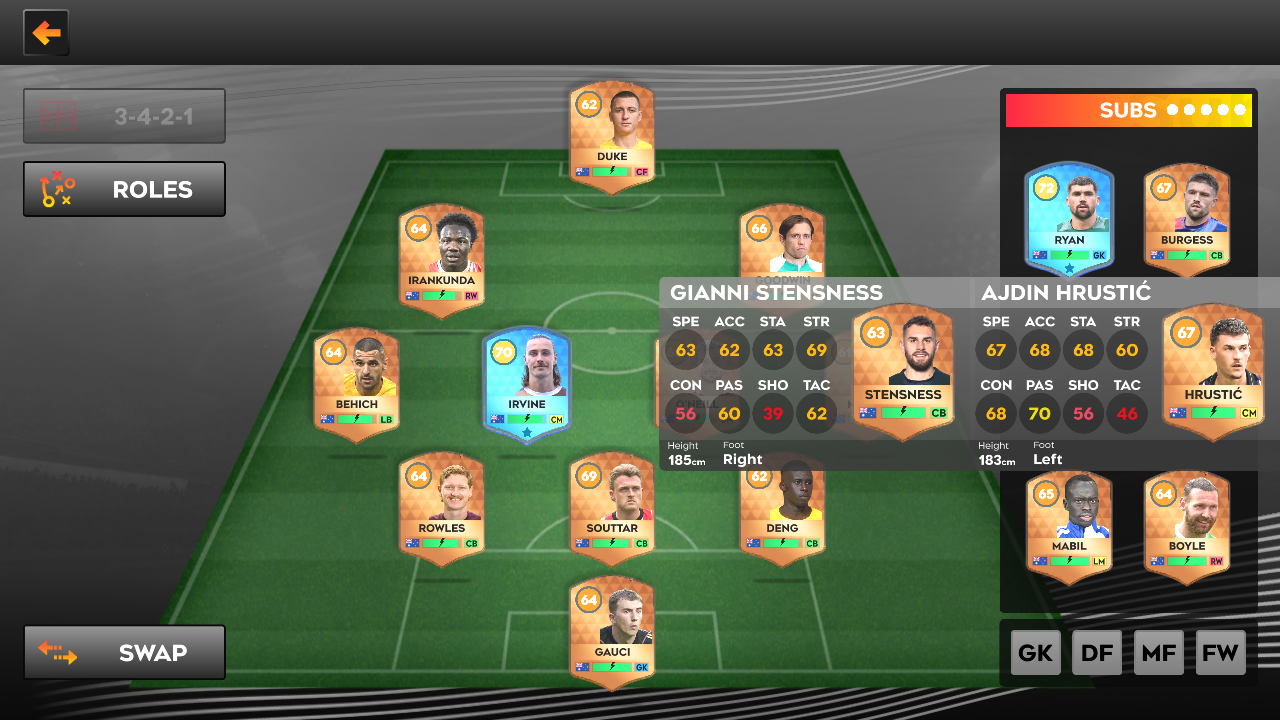 3-4-2-1
ROLES
SUBS
62
DUKE
CF
72
RYAN
GK
67
BURGESS
CB
64
IRANKUNDA
RW
66
GOODWIN
GIANNI STENSNESS
SPE ACC STA STR
63 62 63 69
CON PAS SHO TAC
56 60 39 62
Height Foot
185cm Right
63
STENSNESS
CB
AJDIN HRUSTIĆ
SPE ACC STA STR
67 68 68 60
CON PAS SHO TAC
68 70 56 46
Height Foot
183cm Left
67
HRUSTIĆ
CM
64
BEHICH
LB
70
IRVINE
CM
O'NEILL
64
ROWLES
CB
69
SOUTTAR
CB
62
DENG
CB
65
MABIL
LM
64
BOYLE
RW
64
GAUCI
GK
SWAP
GK DF MF FW